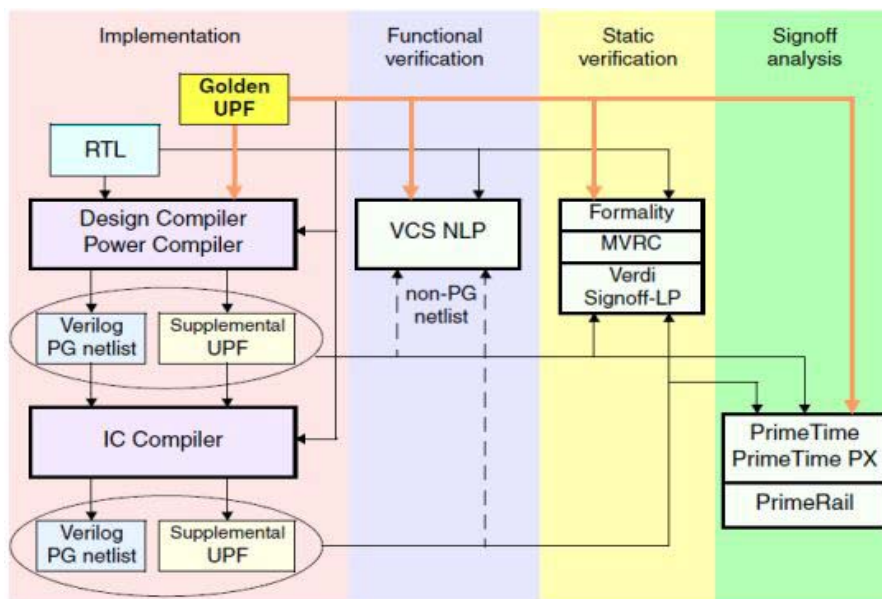 Implementation
Functional
verification
Static
verification
Signoff
analysis
Golden
UPF
RTL
Design Compiler
Power Compiler
VCS NLP
Formality
MVRC
Verdi
Signoff-LP
non-PG
netlist
Verilog
PG netlist
Supplemental
UPF
IC Compiler
PrimeTime
PrimeTime PX
PrimeRail
Verilog
PG netlist
Supplemental
UPF